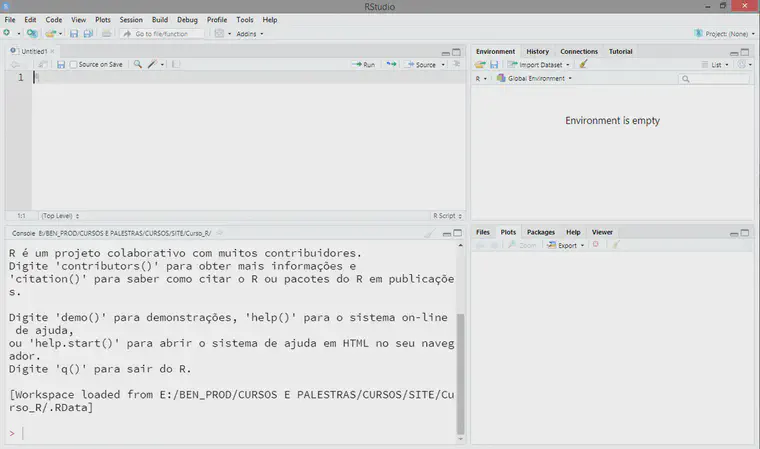 RStudio
File Edit Code View Plots Session Build Debug Profile Tools Help
Go to file/function Addins Project: (None)
Untitled1
Source on Save Run Source
1
1:1 (Top Level) R Script
Environment History Connections Tutorial
Import Dataset List
R Global Environment
Environment is empty
Console E:/BEN_PROD/CURSOS E PALESTRAS/CURSOS/SITE/Curso_R/
R é um projeto colaborativo com muitos contribuidores.
Digite 'contributors()' para obter mais informações e
'citation()' para saber como citar o R ou pacotes do R em publicaçõe
s.
Digite 'demo()' para demonstrações, 'help()' para o sistema on-line
de ajuda,
ou 'help.start()' para abrir o sistema de ajuda em HTML no seu naveg
ador.
Digite 'q()' para sair do R.
[Workspace loaded from E:/BEN_PROD/CURSOS E PALESTRAS/CURSOS/SITE/Cu
rso_R/.RData]
>
Files Plots Packages Help Viewer
Zoom Export